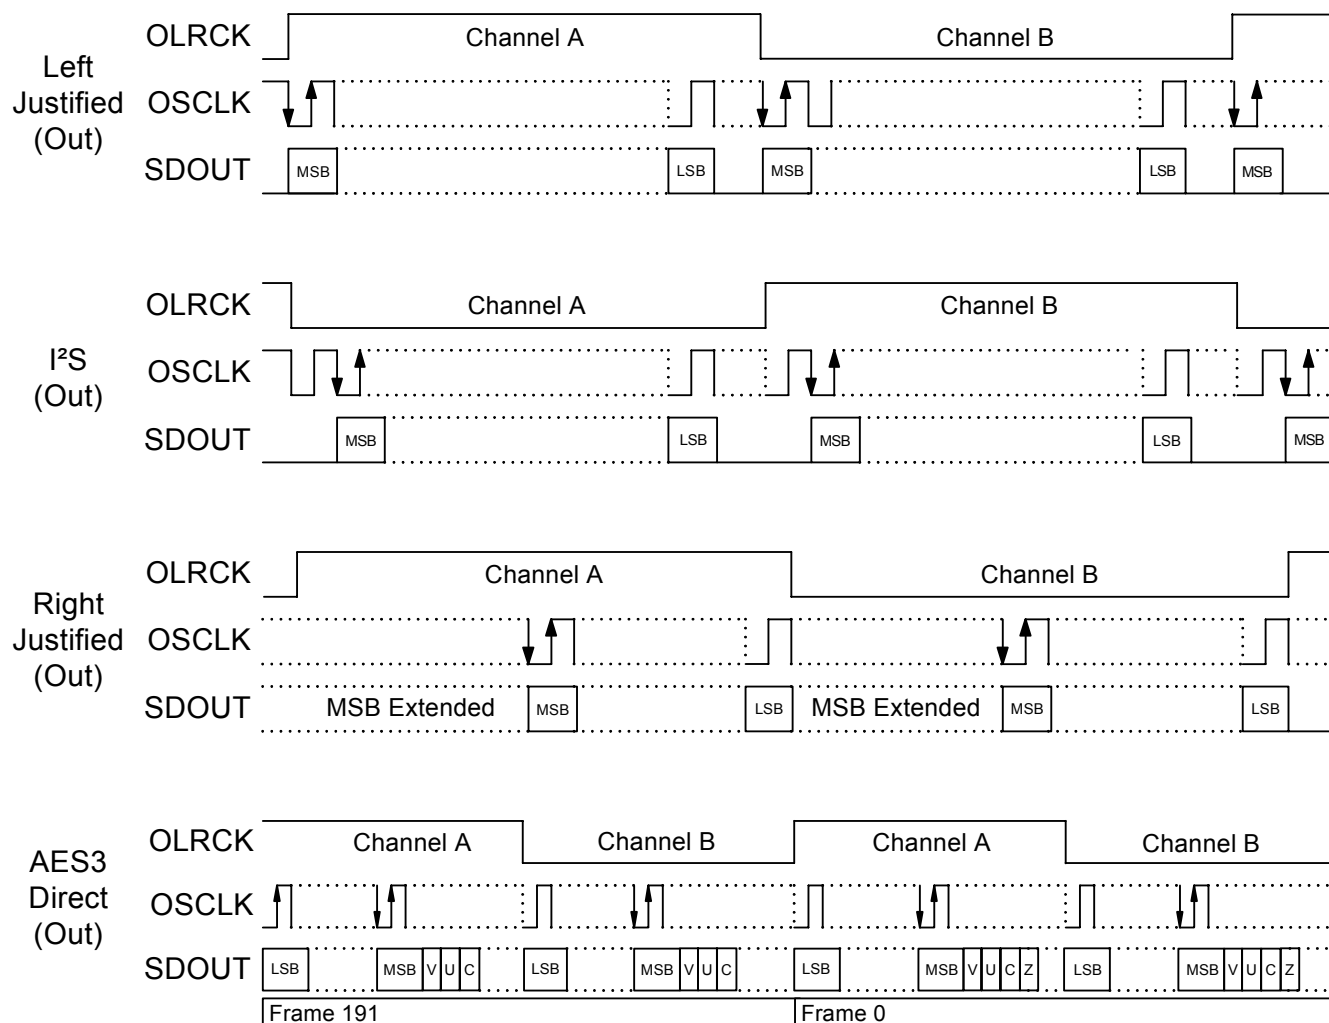 Left
Justified
(Out)
OLRCK Channel A Channel B
OSCLK
SDOUT MSB LSB MSB LSB MSB
I²S
(Out)
OLRCK Channel A Channel B
OSCLK
SDOUT MSB LSB MSB LSB MSB
Right
Justified
(Out)
OLRCK Channel A Channel B
OSCLK
SDOUT MSB Extended MSB LSB MSB Extended MSB LSB
AES3
Direct
(Out)
OLRCK Channel A Channel B Channel A Channel B
OSCLK
SDOUT LSB MSB V U C LSB MSB V U C LSB MSB V U C Z LSB MSB V U C Z
Frame 191 Frame 0